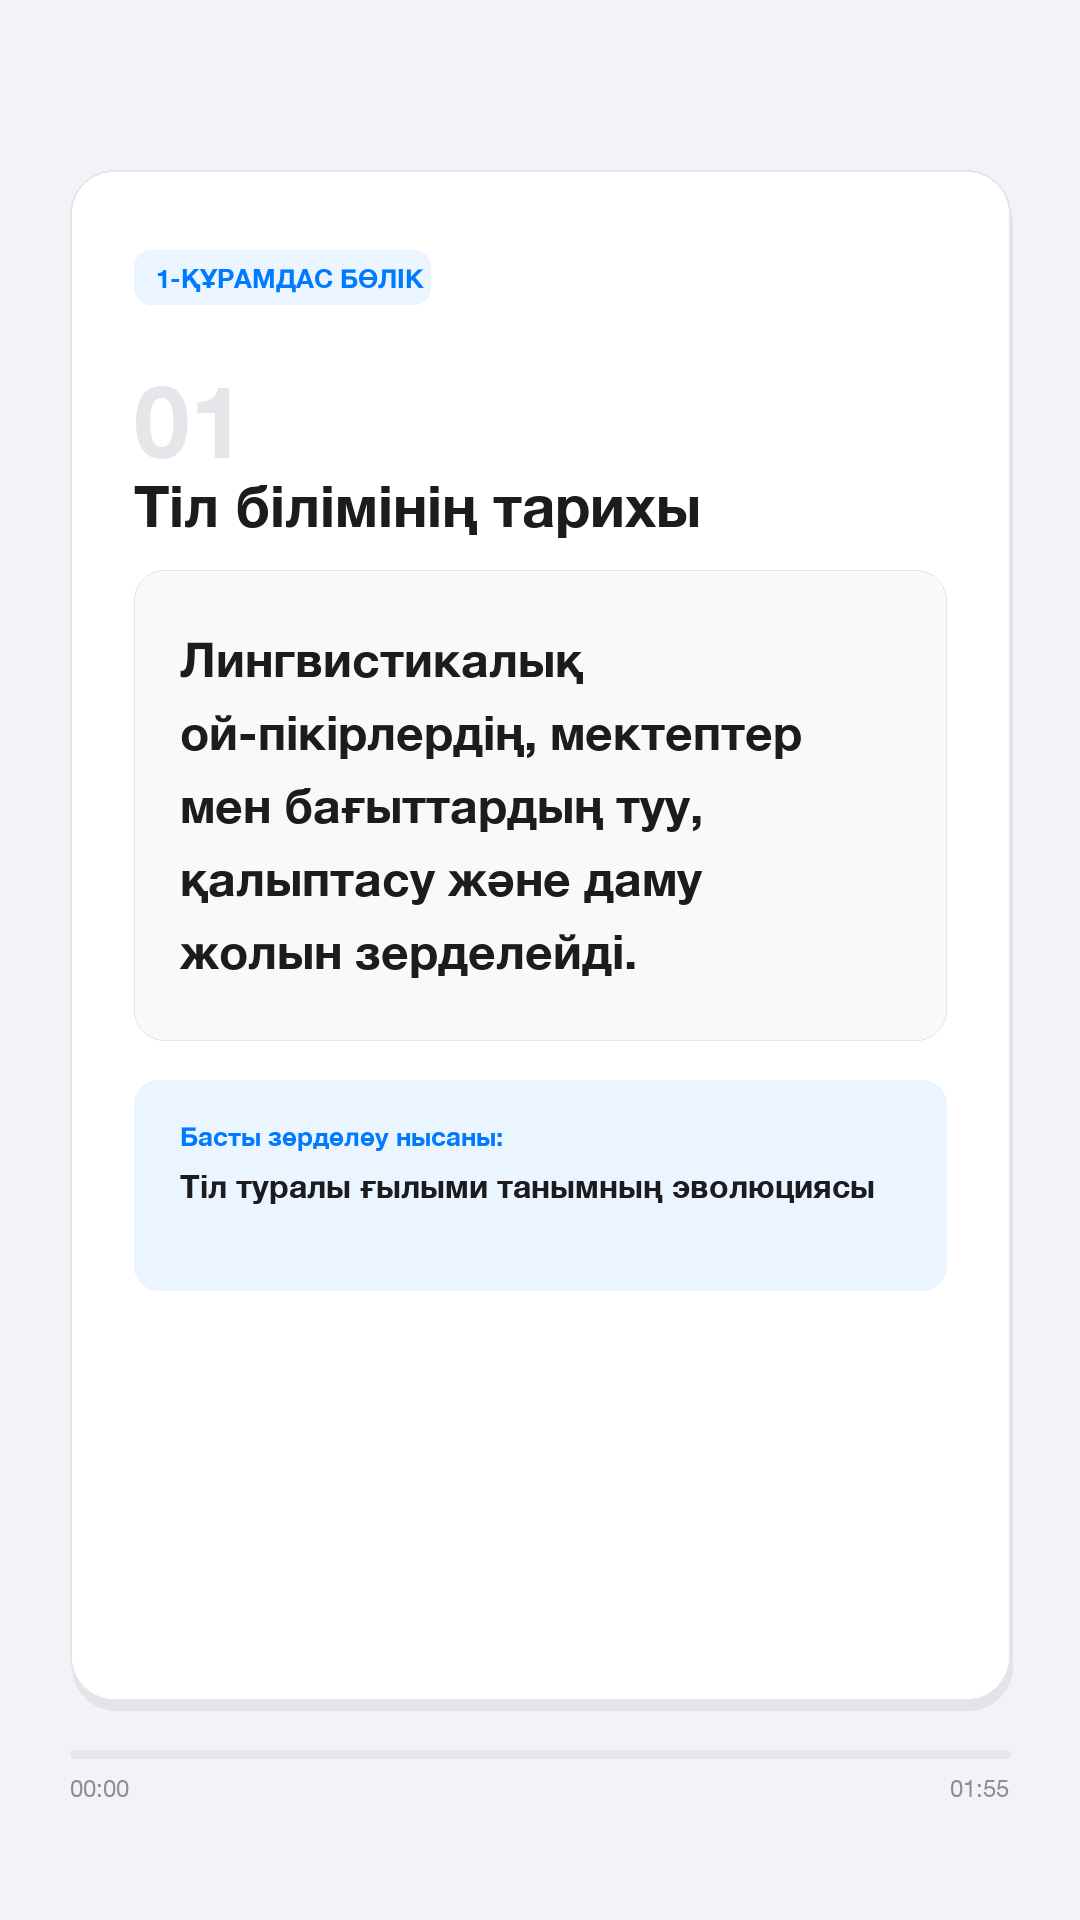 1-ҚҰРАМДАС БӨЛІК
01
Тіл білімінің тарихы
Лингвистикалық
ой-пікірлердің, мектептер
мен бағыттардың туу,
қалыптасу және даму
жолын зерделейді.
Басты зерделеу нысаны:
Тіл туралы ғылыми танымның эволюциясы
00:00
01:55